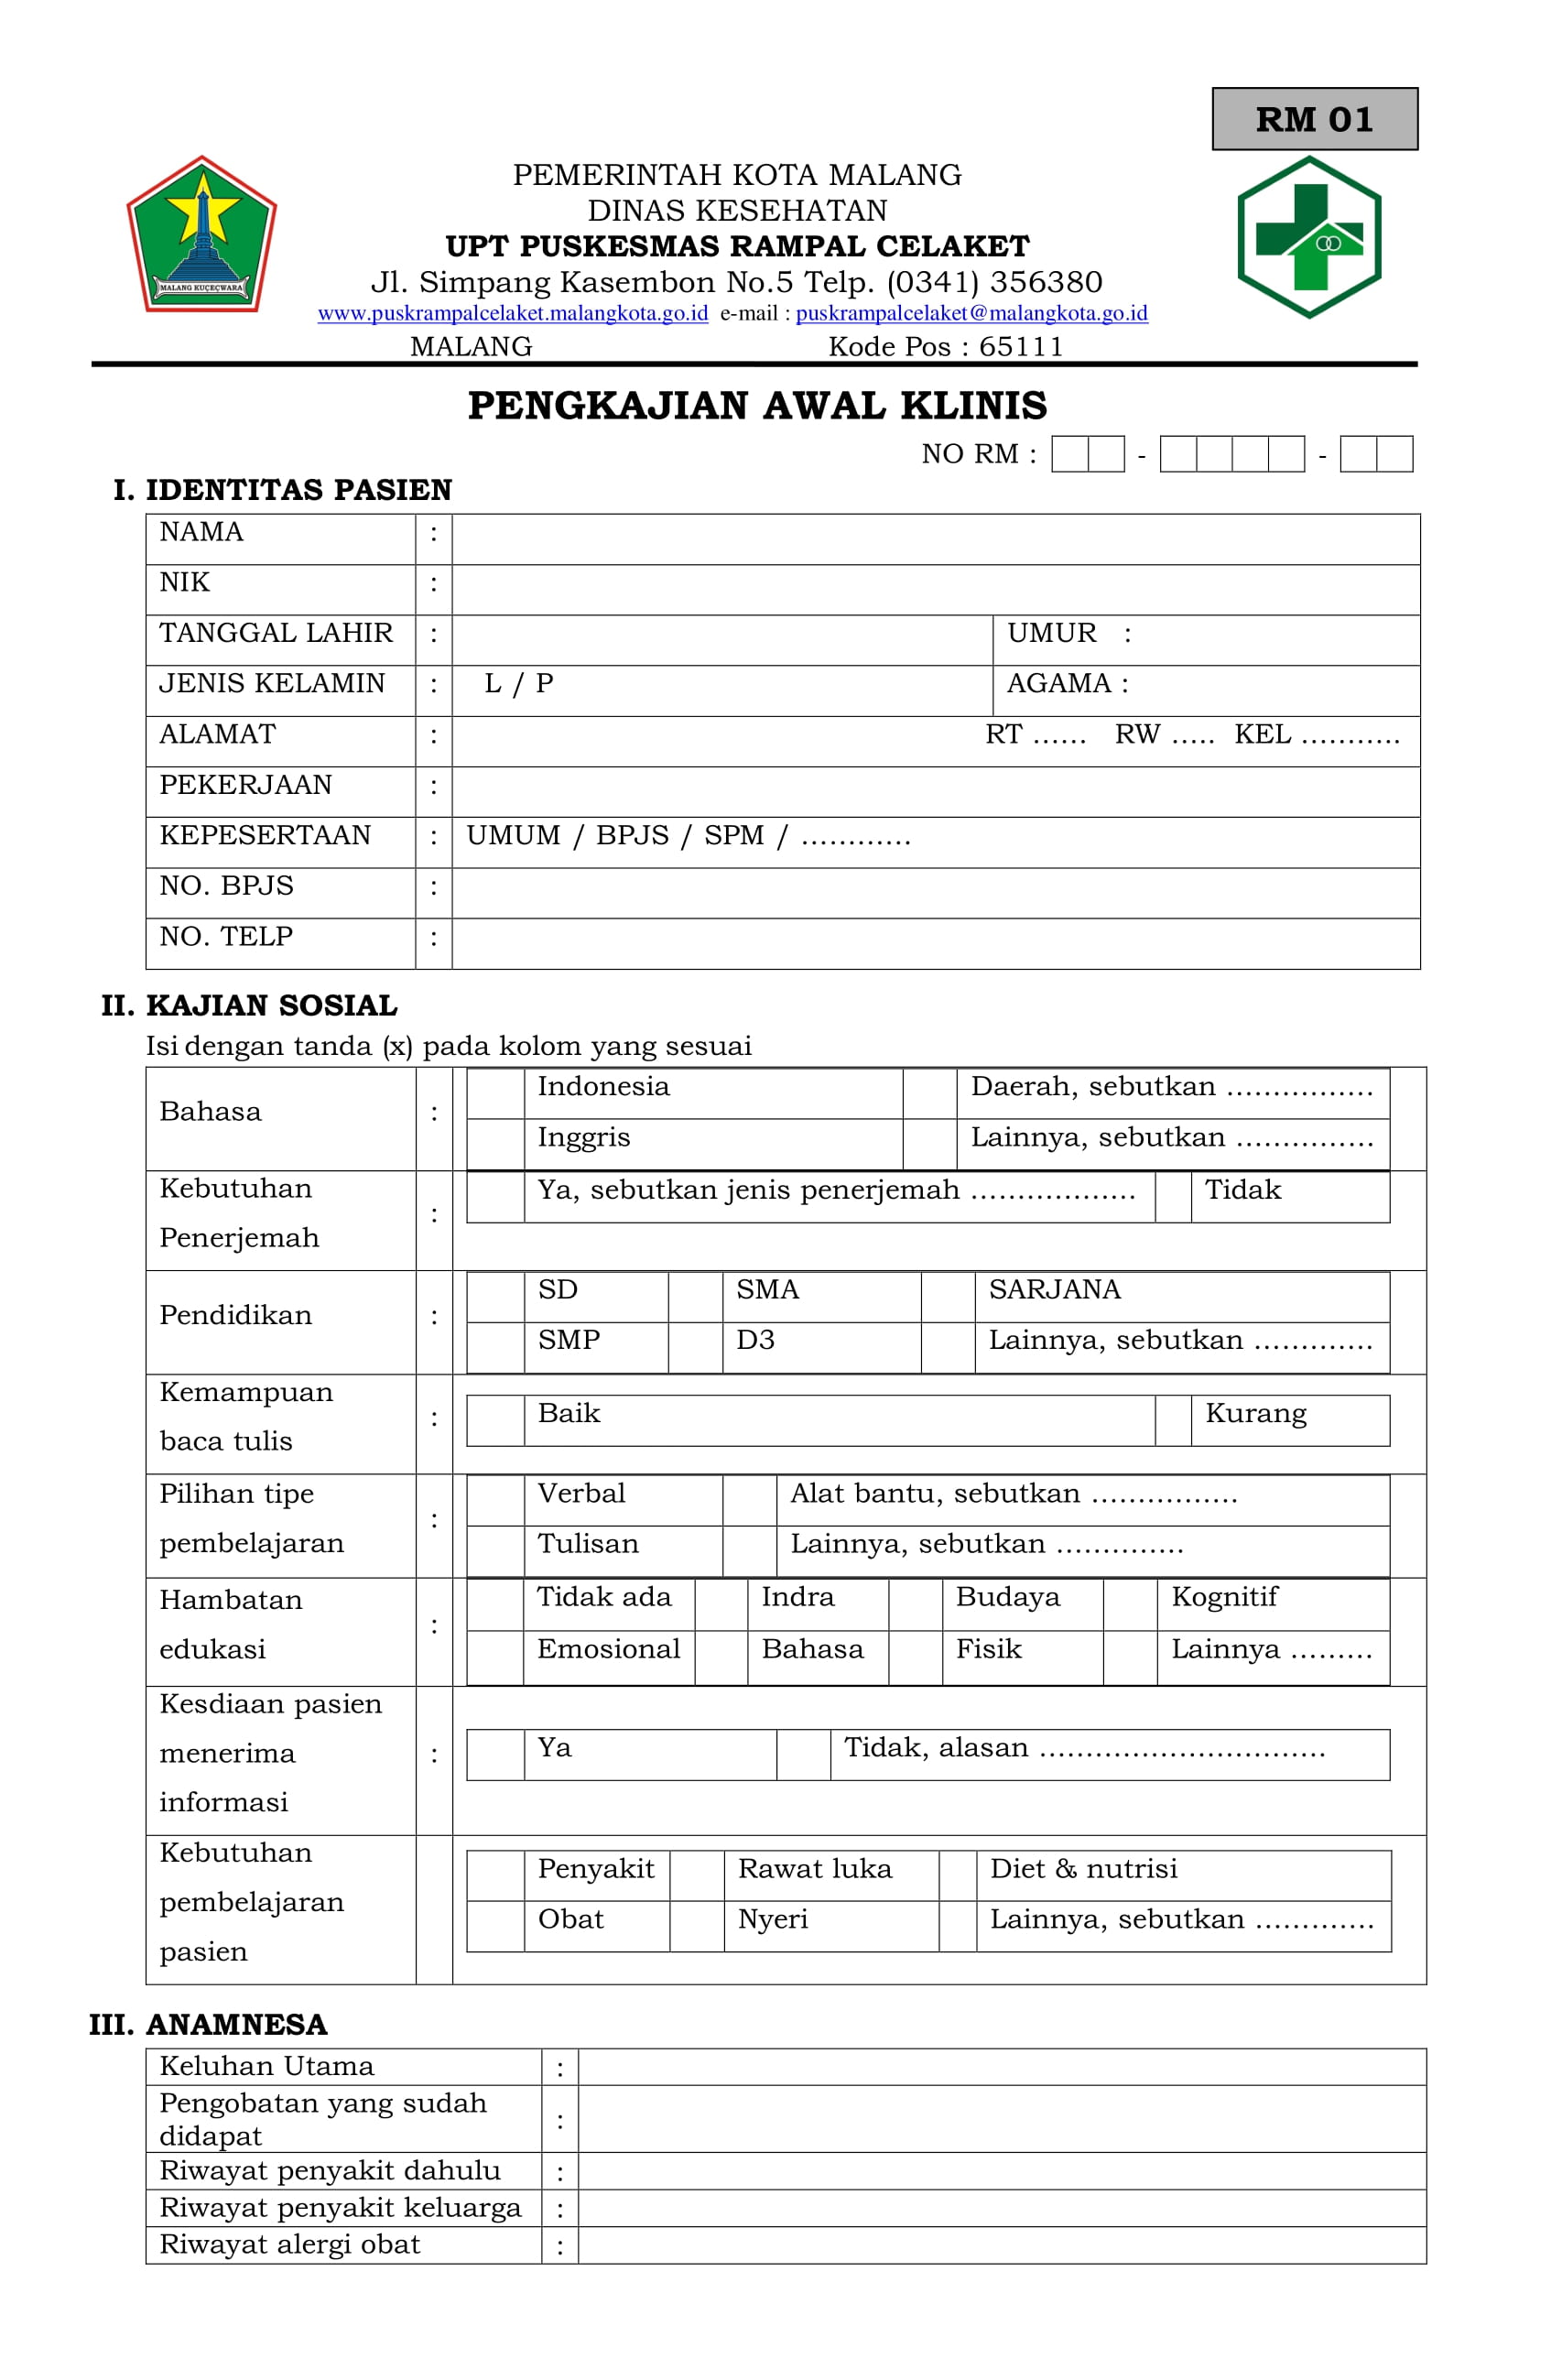 RM 01
PEMERINTAH KOTA MALANG
DINAS KESEHATAN
UPT PUSKESMAS RAMPAL CELAKET
Jl. Simpang Kasembon No.5 Telp. (0341) 356380
www.puskrampalcelaket.malangkota.go.id e-mail : puskrampalcelaket@malangkota.go.id
MALANG Kode Pos : 65111
MALANG KUÇEÇWARA
PENGKAJIAN AWAL KLINIS
NO RM : - -
I. IDENTITAS PASIEN
NAMA :
NIK :
TANGGAL LAHIR : UMUR :
JENIS KELAMIN : L / P AGAMA :
ALAMAT : RT ...... RW ..... KEL ...........
PEKERJAAN :
KEPESERTAAN : UMUM / BPJS / SPM / ............
NO. BPJS :
NO. TELP :
II. KAJIAN SOSIAL
Isi dengan tanda (x) pada kolom yang sesuai
Bahasa : Indonesia Daerah, sebutkan ................
Inggris Lainnya, sebutkan ...............
Kebutuhan
Penerjemah : Ya, sebutkan jenis penerjemah .................. Tidak
Pendidikan : SD SMA SARJANA
SMP D3 Lainnya, sebutkan .............
Kemampuan
baca tulis : Baik Kurang
Pilihan tipe
pembelajaran : Verbal Alat bantu, sebutkan ................
Tulisan Lainnya, sebutkan ..............
Hambatan
edukasi : Tidak ada Indra Budaya Kognitif
Emosional Bahasa Fisik Lainnya .........
Kesdiaan pasien
menerima
informasi : Ya Tidak, alasan ...............................
Kebutuhan
pembelajaran
pasien Penyakit Rawat luka Diet & nutrisi
Obat Nyeri Lainnya, sebutkan .............
III. ANAMNESA
Keluhan Utama :
Pengobatan yang sudah
didapat :
Riwayat penyakit dahulu :
Riwayat penyakit keluarga :
Riwayat alergi obat :